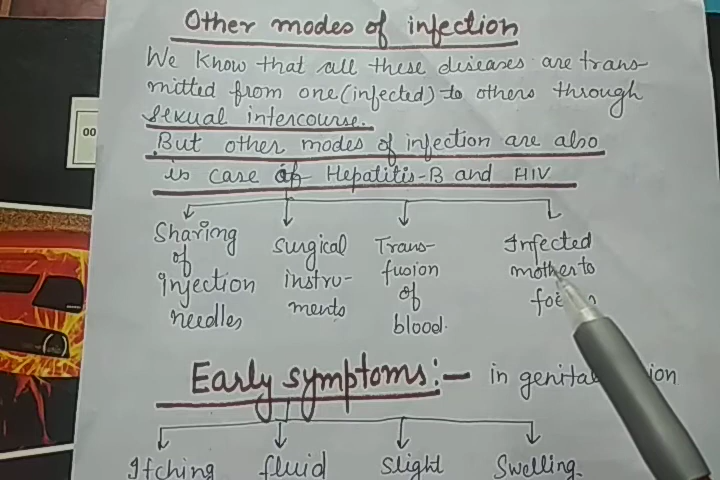 Other modes of infection
We know that all these diseases are trans-
mitted from one (infected) to others through
sexual intercourse.
But other modes of infection are also
is case of Hepatitis-B and HIV
Sharing of injection needles
Surgical instru- ments
Trans- fusion of blood.
Infected mother to
Early symptoms:- in genital
Itching fluid slight swelling
00